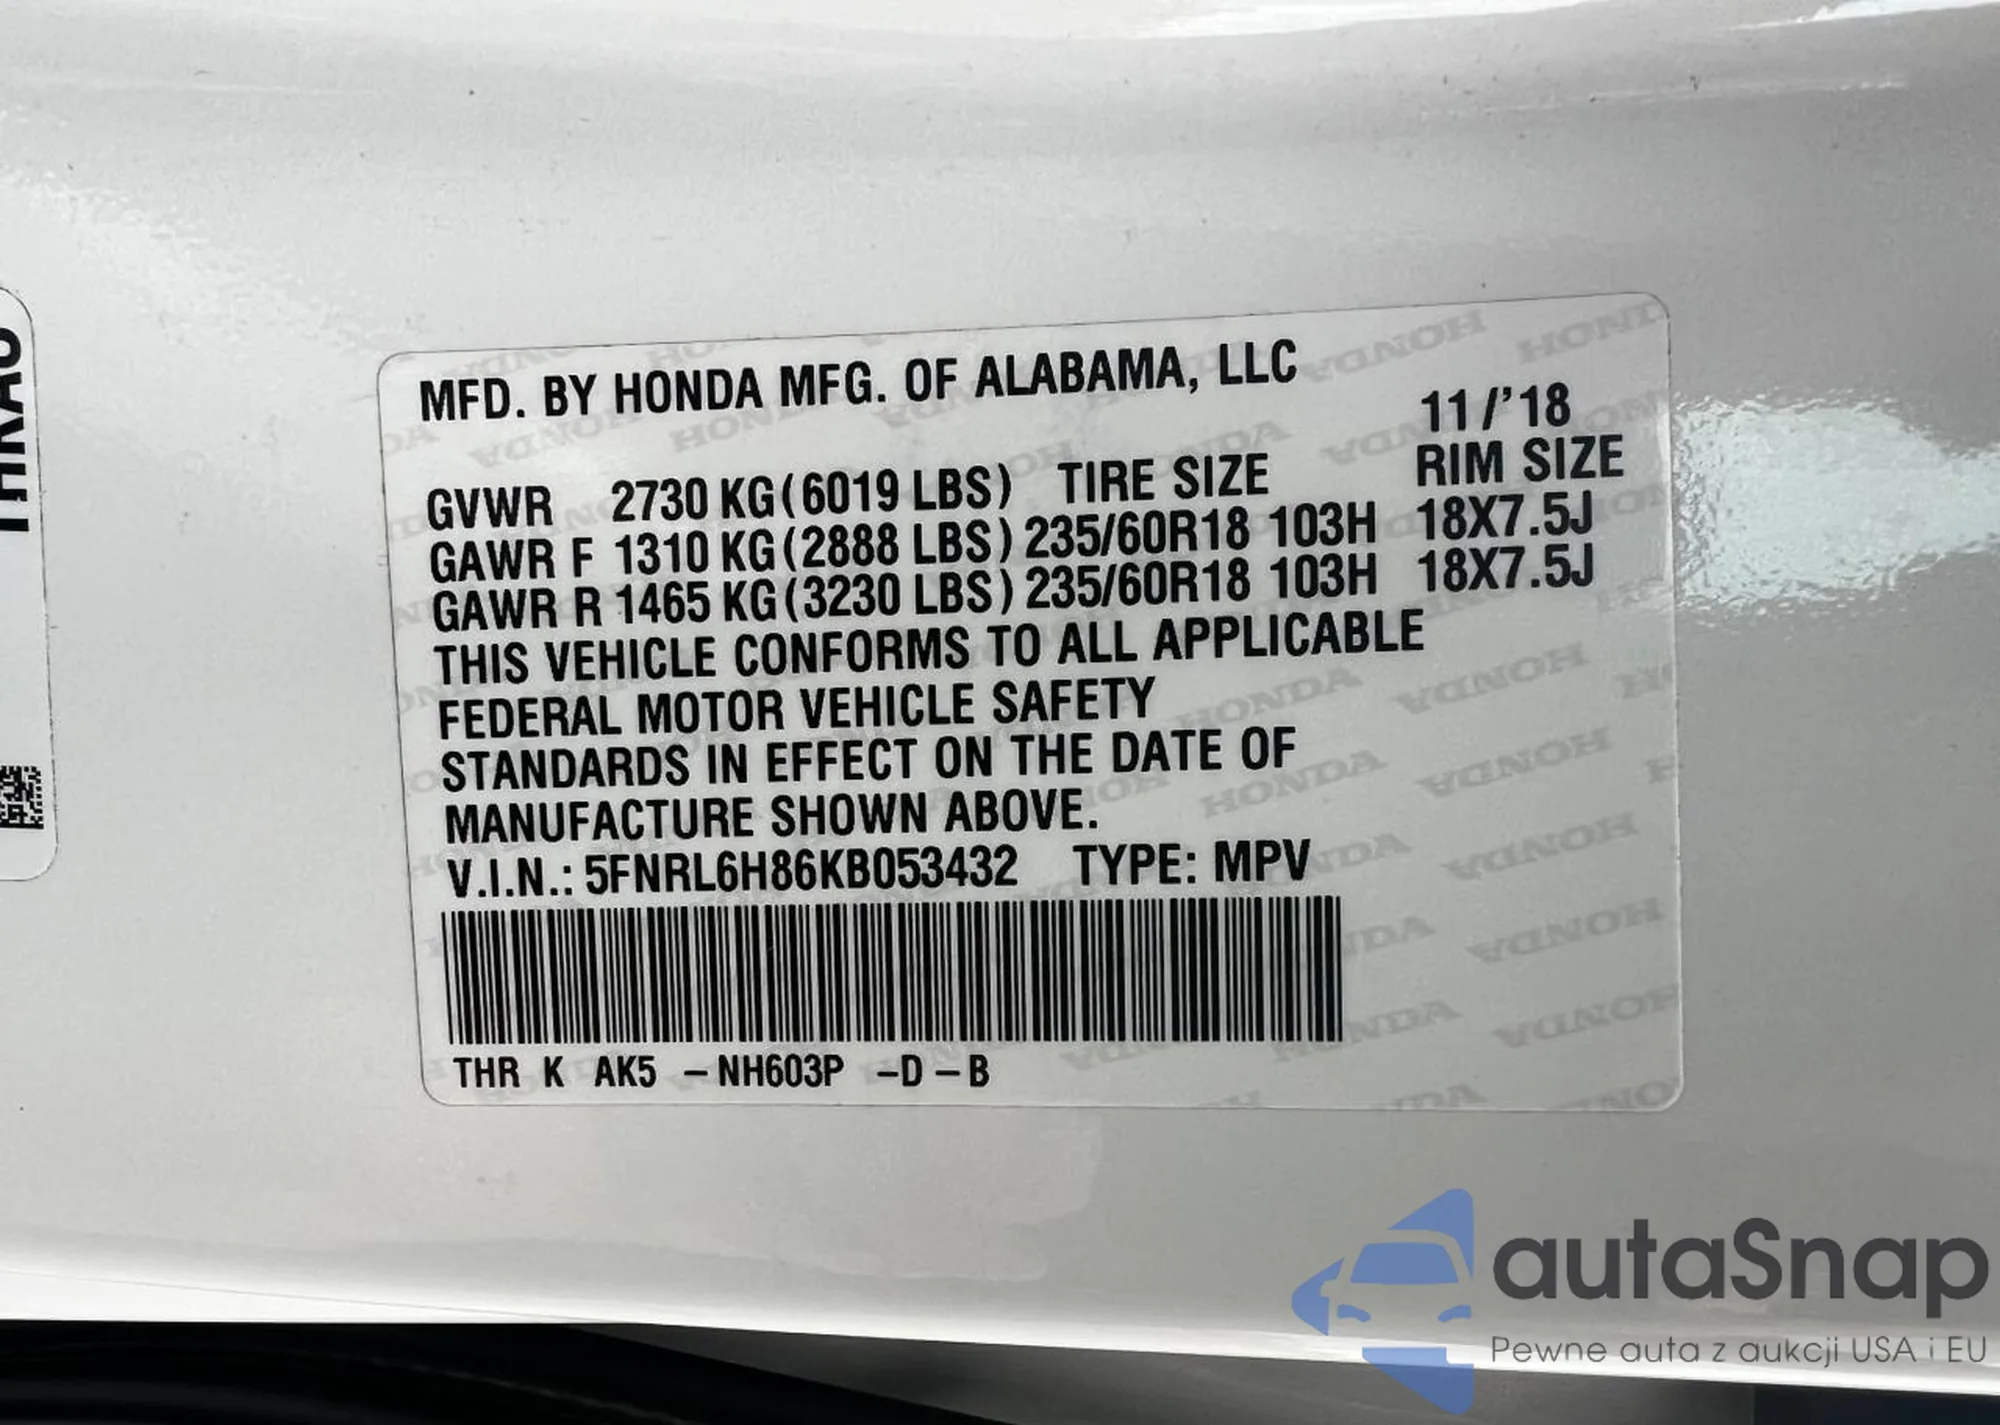 MFD. BY HONDA MFG. OF ALABAMA, LLC
11/'18
GVWR 2730 KG(6019 LBS) TIRE SIZE RIM SIZE
GAWR F 1310 KG(2888 LBS) 235/60R18 103H 18X7.5J
GAWR R 1465 KG(3230 LBS) 235/60R18 103H 18X7.5J
THIS VEHICLE CONFORMS TO ALL APPLICABLE
FEDERAL MOTOR VEHICLE SAFETY
STANDARDS IN EFFECT ON THE DATE OF
MANUFACTURE SHOWN ABOVE.
V.I.N.: 5FNRL6H86KB053432 TYPE: MPV
THR K AK5 –NH603P –D –B
autaSnap
Pewne auta z aukcji USA i EU